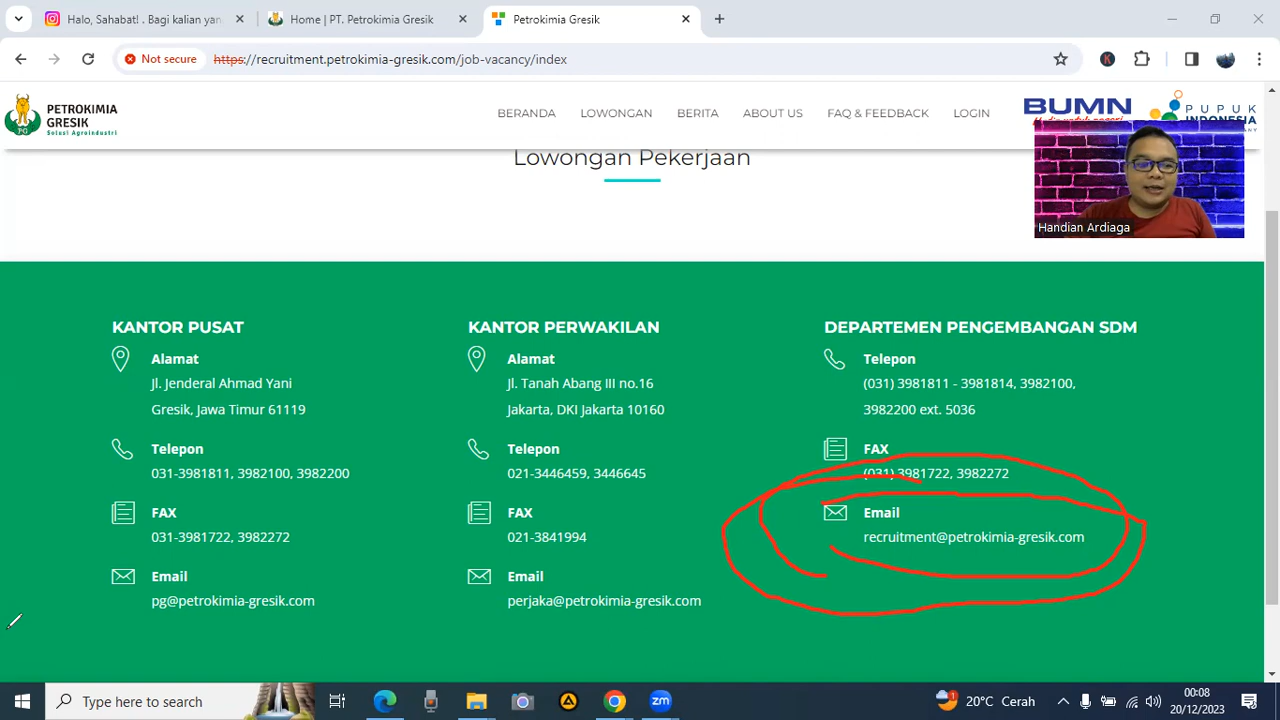 Halo, Sahabat! . Bagi kalian yan
Home | PT. Petrokimia Gresik
Petrokimia Gresik
Not secure
https://recruitment.petrokimia-gresik.com/job-vacancy/index
K
PETROKIMIA
GRESIK
Solusi Agroindustri
PG
BERANDA
LOWONGAN
BERITA
ABOUT US
FAQ & FEEDBACK
LOGIN
BUMN
PUPUK
INDONESIA
Lowongan Pekerjaan
Handian Ardiaga
KANTOR PUSAT
Alamat
Jl. Jenderal Ahmad Yani
Gresik, Jawa Timur 61119
Telepon
031-3981811, 3982100, 3982200
FAX
031-3981722, 3982272
Email
pg@petrokimia-gresik.com
KANTOR PERWAKILAN
Alamat
Jl. Tanah Abang III no.16
Jakarta, DKI Jakarta 10160
Telepon
021-3446459, 3446645
FAX
021-3841994
Email
perjaka@petrokimia-gresik.com
DEPARTEMEN PENGEMBANGAN SDM
Telepon
(031) 3981811 - 3981814, 3982100,
3982200 ext. 5036
FAX
(031) 3981722, 3982272
Email
recruitment@petrokimia-gresik.com
Type here to search
zm
1
20°C Cerah
00:08
20/12/2023